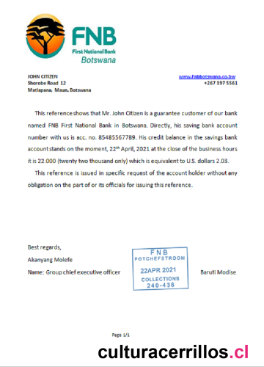 FNB
First National Bank
Botswana
JOHN CITIZEN
www.fnbbotswana.co.bw
Shorobe Road 12
+267 397 5581
Matlapana, Maun, Botswana
This reference shows that Mr. John Citizen is a guarantee customer of our bank
named FNB First National Bank in Botswana. Directly, his saving bank account
number with us is acc. no. 85485567789. His credit balance in the savings bank
account stands on the moment, 22nd April, 2021 at the close of the business hours
it is 22.000 (twenty two thousand only) which is equivalent to U.S. dollars 2.03.
This reference is issued in specific request of the account holder without any
obligation on the part of or its officials for issuing this reference.
Best regards,
Akanyang Molefe
Name: Group chief executive officer
FNB
POTCHEFSTROOM
22APR 2021
COLLECTIONS
240-438
Baruti Modise
Page 1/1
culturacerrillos.cl